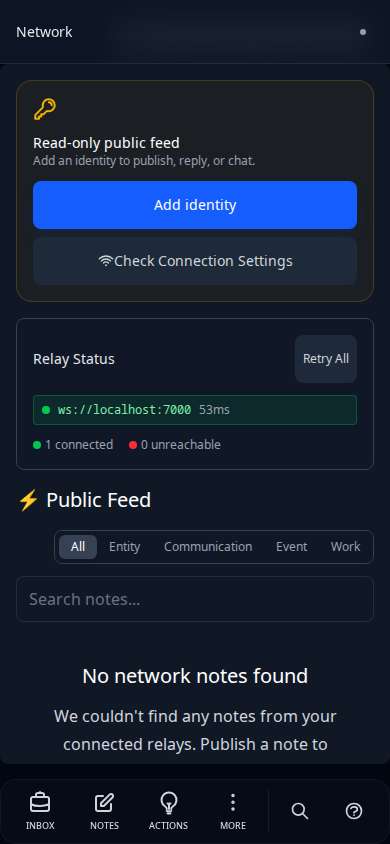 Network
Read-only public feed
Add an identity to publish, reply, or chat.
Add identity
Check Connection Settings
Relay Status
Retry All
ws://localhost:7000 53ms
1 connected 0 unreachable
⚡ Public Feed
All Entity Communication Event Work
Search notes...
No network notes found
We couldn't find any notes from your
connected relays. Publish a note to
INBOX NOTES ACTIONS MORE